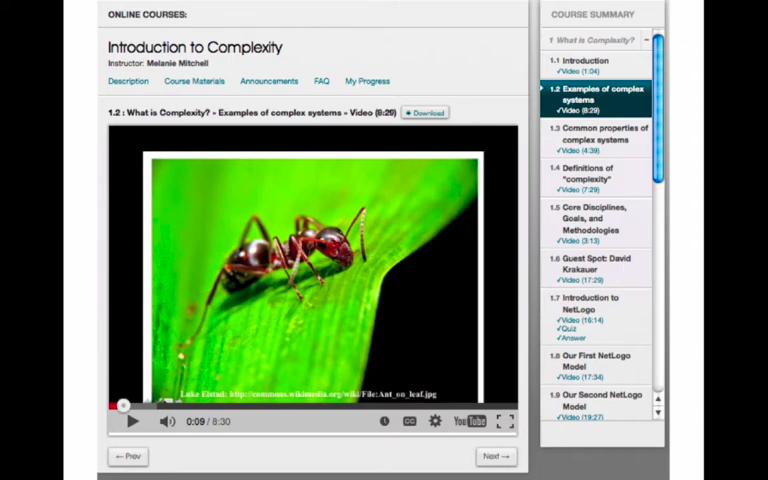 ONLINE COURSES:
Introduction to Complexity
Instructor: Melanie Mitchell
Description Course Materials Announcements FAQ My Progress
1.2 : What is Complexity? » Examples of complex systems » Video (8:29) Download
Luke Elstad: http://commons.wikimedia.org/wiki/File:Ant_on_leaf.jpg
0:09 / 8:30 CC YouTube
← Prev
Next →
COURSE SUMMARY
1 What is Complexity? −
1.1 Introduction
✓Video (1:04)
1.2 Examples of complex
systems
✓Video (8:29)
1.3 Common properties of
complex systems
✓Video (4:39)
1.4 Definitions of
"complexity"
✓Video (7:29)
1.5 Core Disciplines,
Goals, and
Methodologies
✓Video (3:13)
1.6 Guest Spot: David
Krakauer
✓Video (17:29)
1.7 Introduction to
NetLogo
✓Video (16:14)
✓Quiz
✓Answer
1.8 Our First NetLogo
Model
✓Video (17:34)
1.9 Our Second NetLogo
Model
✓Video (19:27)